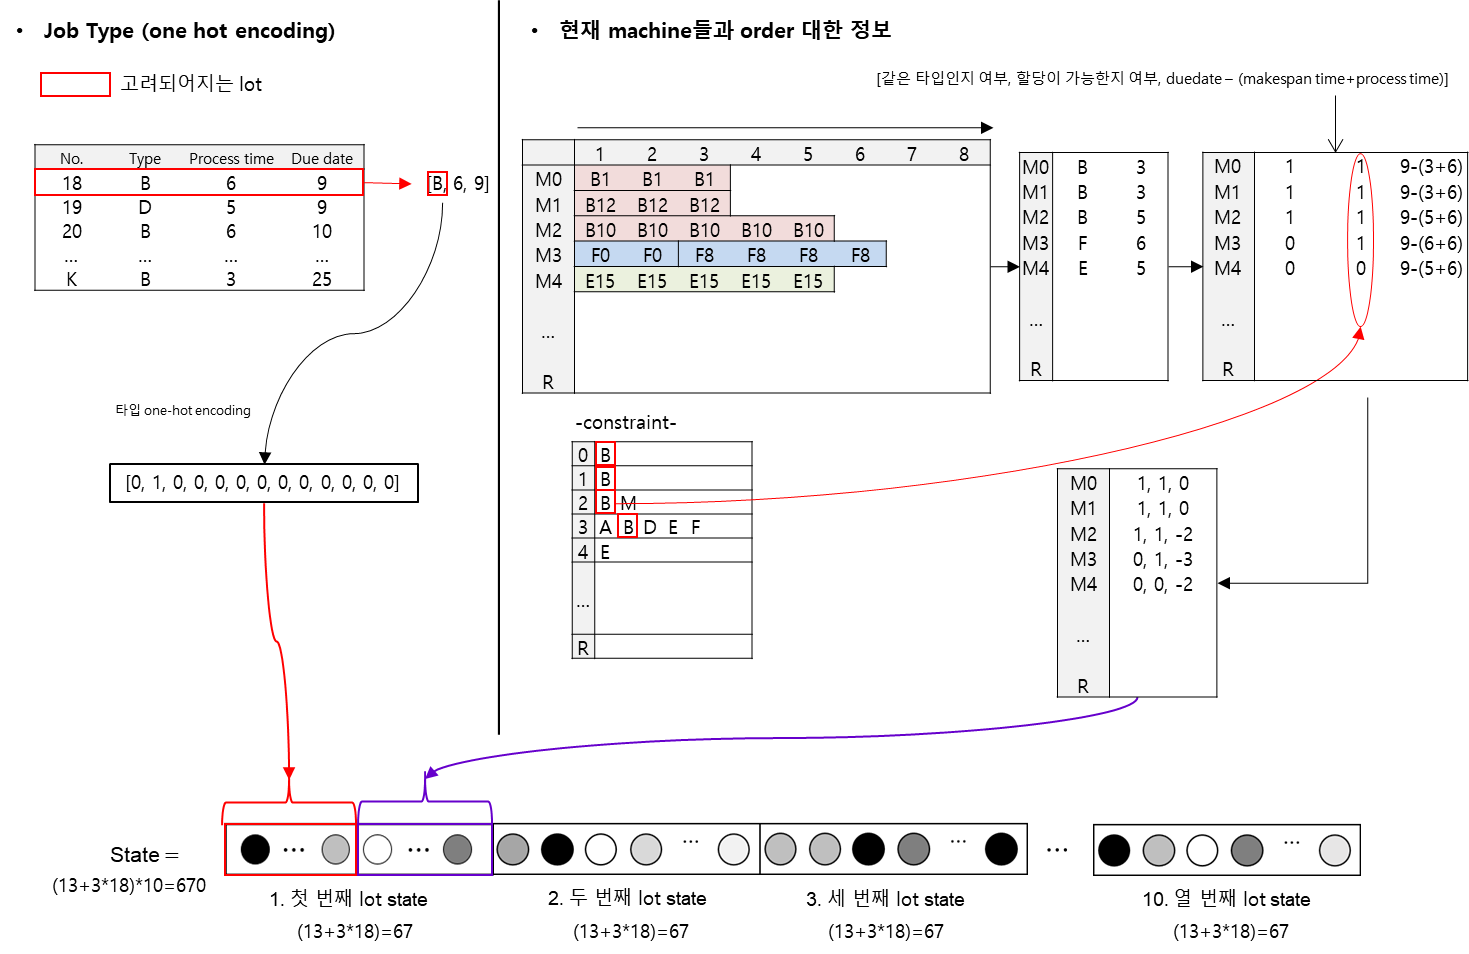 • Job Type (one hot encoding)
고려되어지는 lot
No. Type Process time Due date
18 B 6 9
19 D 5 9
20 B 6 10
... ... ... ...
K B 3 25
[B, 6, 9]
타입 one-hot encoding
[0, 1, 0, 0, 0, 0, 0, 0, 0, 0, 0, 0, 0]
• 현재 machine들과 order 대한 정보
[같은 타입인지 여부, 할당이 가능한지 여부, duedate – (makespan time+process time)]
1 2 3 4 5 6 7 8
M0 B1 B1 B1
M1 B12 B12 B12
M2 B10 B10 B10 B10 B10
M3 F0 F0 F8 F8 F8 F8
M4 E15 E15 E15 E15 E15
...
R
M0 B 3
M1 B 3
M2 B 5
M3 F 6
M4 E 5
...
R
M0 1 1 9-(3+6)
M1 1 1 9-(3+6)
M2 1 1 9-(5+6)
M3 0 1 9-(6+6)
M4 0 0 9-(5+6)
...
R
-constraint-
0 B
1 B
2 B M
3 A B D E F
4 E
...
R
M0 1, 1, 0
M1 1, 1, 0
M2 1, 1, -2
M3 0, 1, -3
M4 0, 0, -2
...
R
State =
(13+3*18)*10=670
... ... ... ... ... ...
1. 첫 번째 lot state
(13+3*18)=67
2. 두 번째 lot state
(13+3*18)=67
3. 세 번째 lot state
(13+3*18)=67
10. 열 번째 lot state
(13+3*18)=67